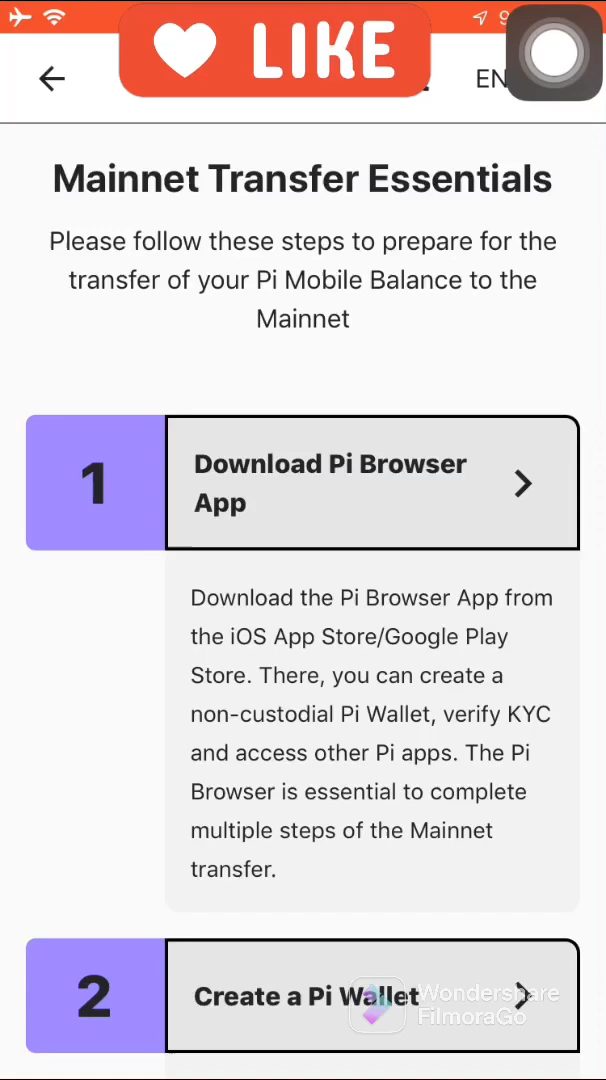 LIKE
9
EN
Mainnet Transfer Essentials
Please follow these steps to prepare for the
transfer of your Pi Mobile Balance to the
Mainnet
1
Download Pi Browser
App
Download the Pi Browser App from
the iOS App Store/Google Play
Store. There, you can create a
non-custodial Pi Wallet, verify KYC
and access other Pi apps. The Pi
Browser is essential to complete
multiple steps of the Mainnet
transfer.
2
Create a Pi Wallet
Wondershare
FilmoraGo